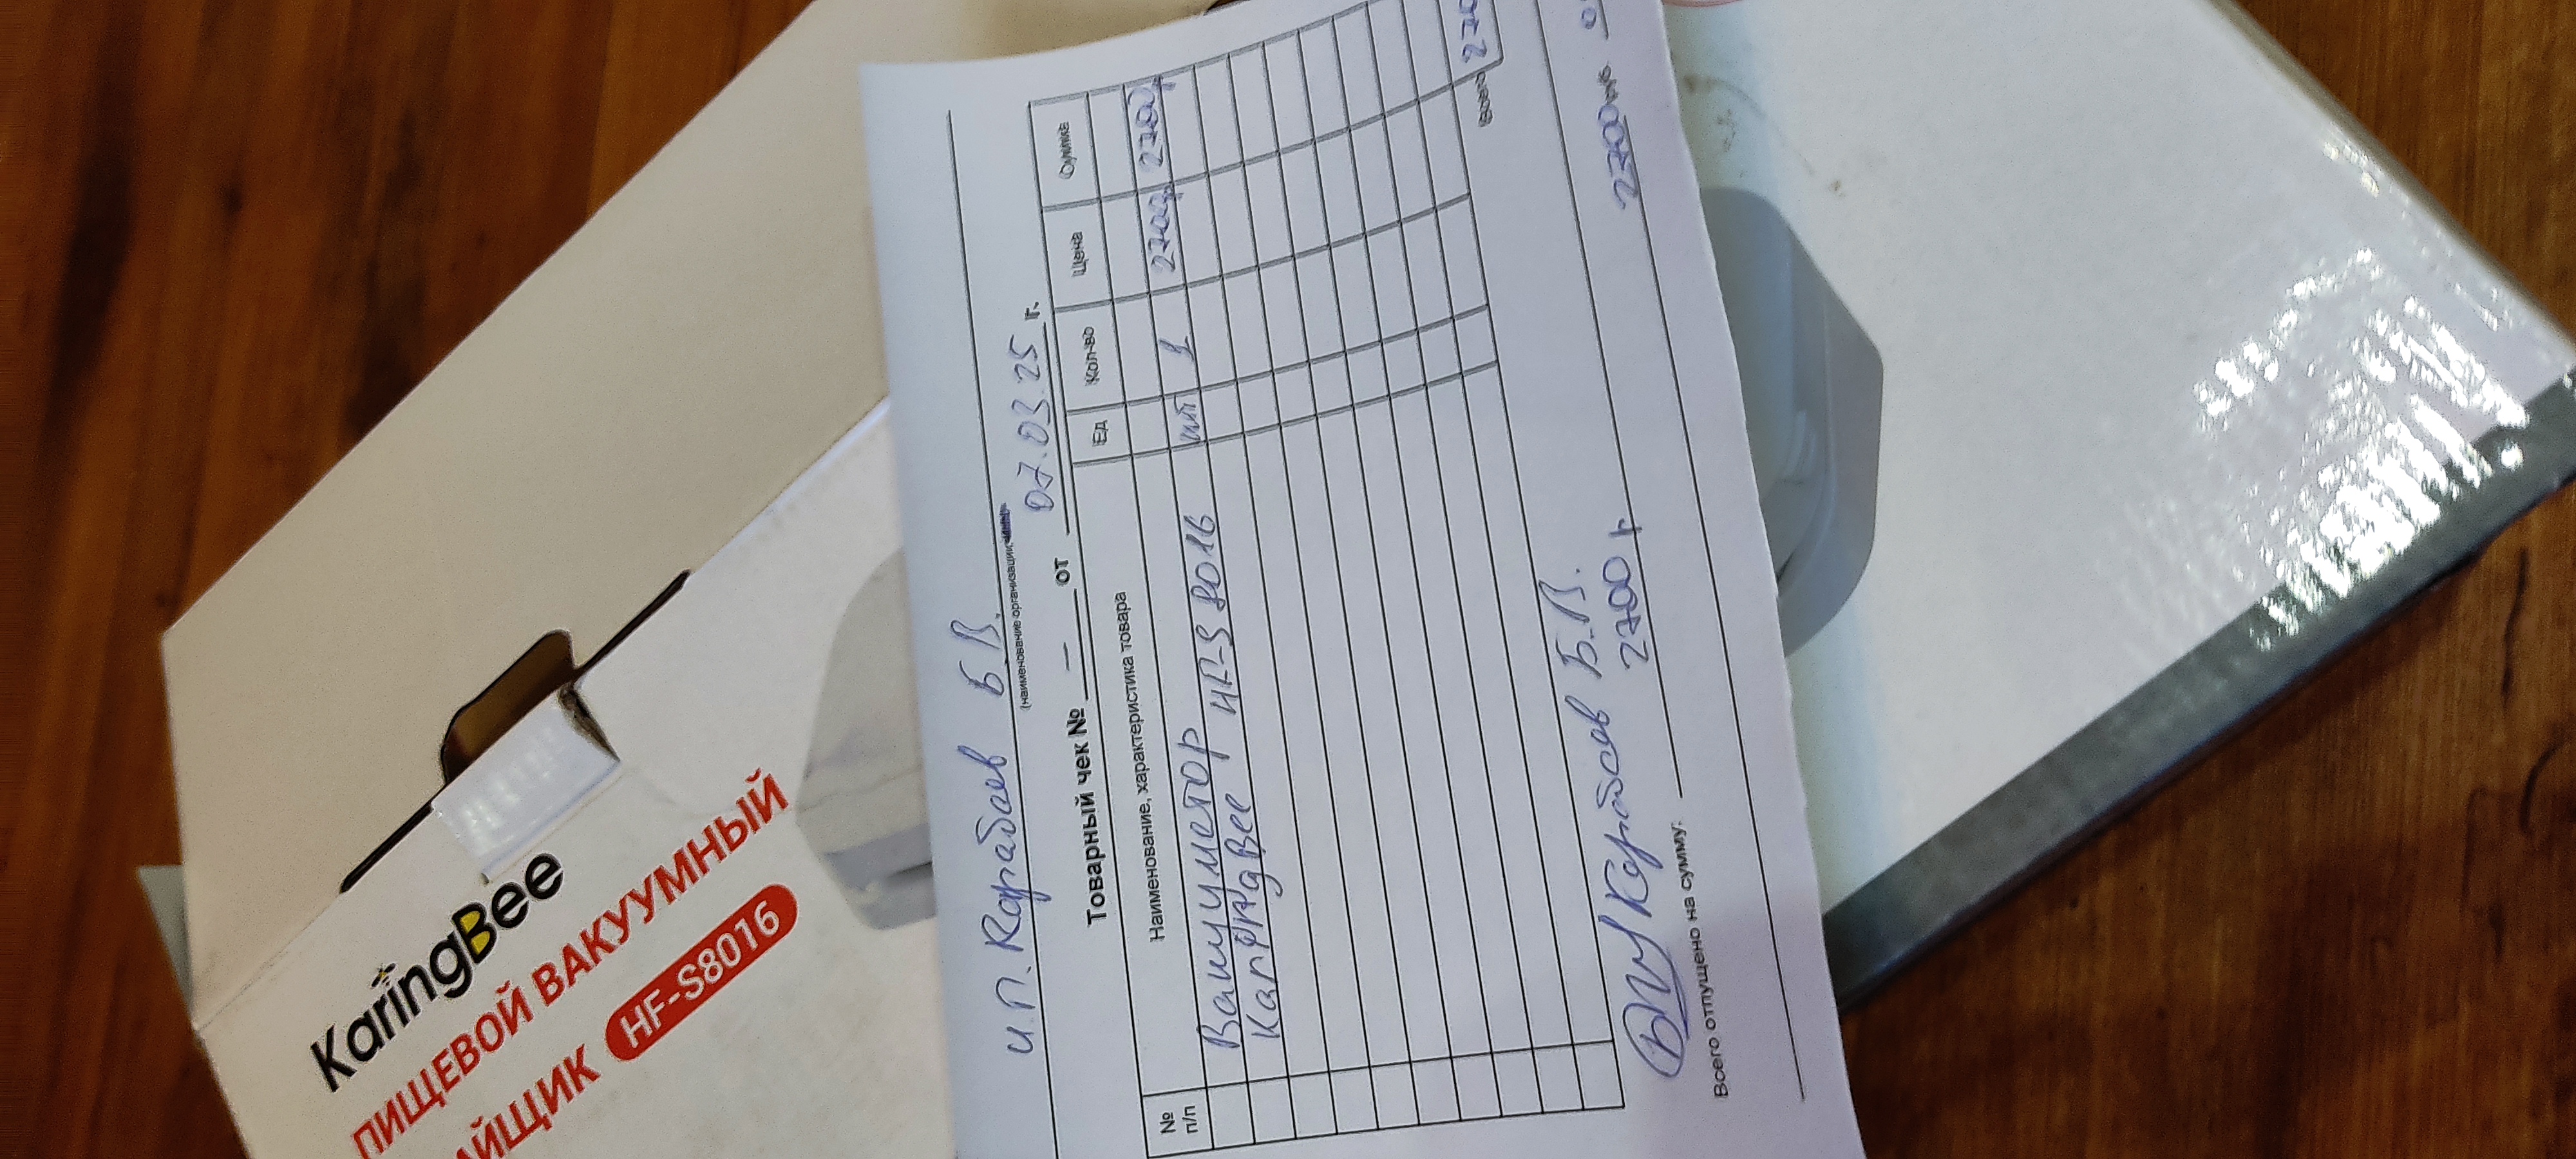 KaringBee
ПИЩЕВОЙ ВАКУУМНЫЙ
АЙЩИК HF-S8016
И.П. Карабаев Б В.
(наименование организации,
Товарный чек № — от 07.03.25 г.
№ п/п Наименование, характеристика товара Ед Кол-во Цена Сумма
Вакууматор шт 1 2700р 2700р
KarINgBee HF-S 8016
Всего 270
Карабаев Б.В.
Всего отпущено на сумму: 2700 р 2700 руб.